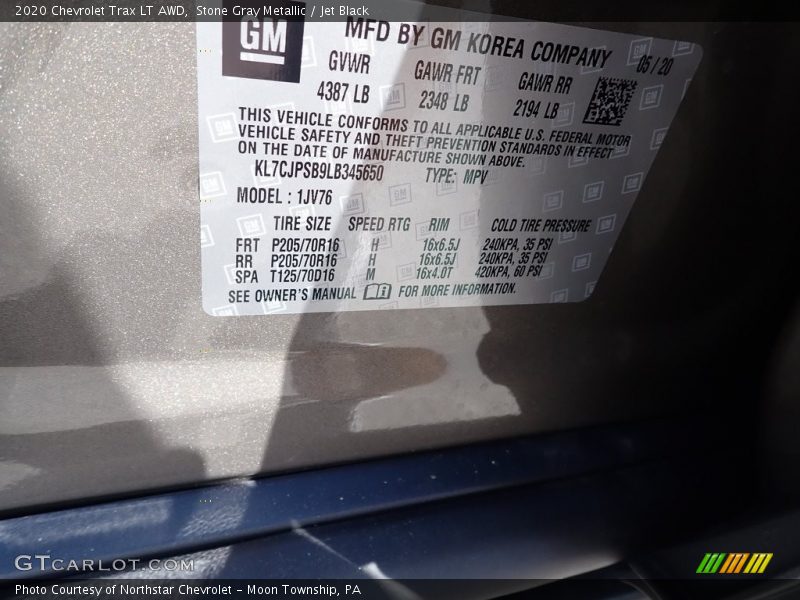 2020 Chevrolet Trax LT AWD, Stone Gray Metallic / Jet Black
GM
MFD BY GM KOREA COMPANY 05/20
GVWR GAWR FRT GAWR RR
4387 LB 2348 LB 2194 LB
THIS VEHICLE CONFORMS TO ALL APPLICABLE U.S. FEDERAL MOTOR
VEHICLE SAFETY AND THEFT PREVENTION STANDARDS IN EFFECT
ON THE DATE OF MANUFACTURE SHOWN ABOVE.
KL7CJPSB9LB345650 TYPE: MPV
MODEL : 1JV76
TIRE SIZE SPEED RTG RIM COLD TIRE PRESSURE
FRT P205/70R16 H 16x6.5J 240KPA, 35 PSI
RR P205/70R16 H 16x6.5J 240KPA, 35 PSI
SPA T125/70D16 M 16x4.0T 420KPA, 60 PSI
SEE OWNER'S MANUAL FOR MORE INFORMATION.
GTCARLOT.COM
Photo Courtesy of Northstar Chevrolet - Moon Township, PA